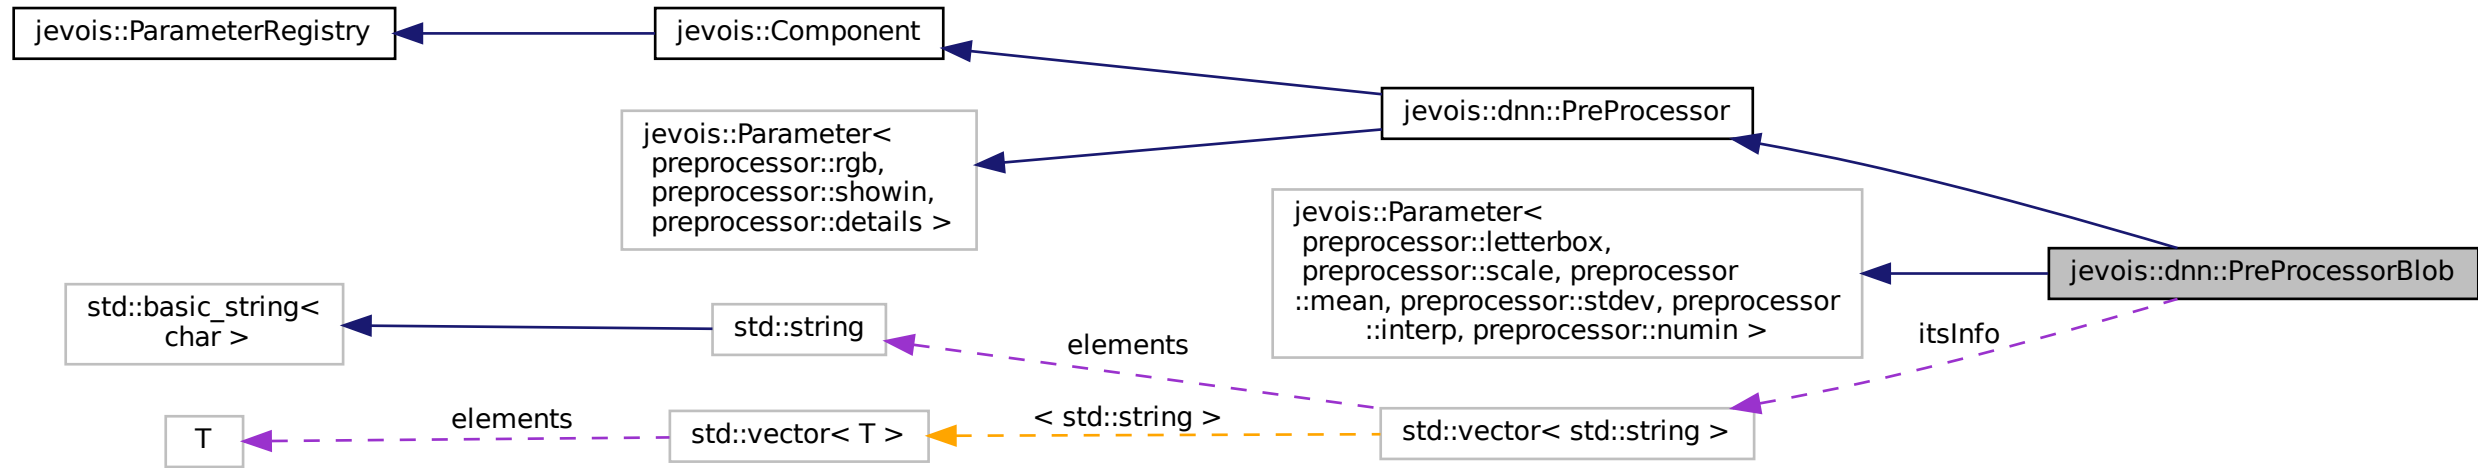 jevois::ParameterRegistry
jevois::Component
jevois::dnn::PreProcessor
jevois::Parameter<
preprocessor::rgb,
preprocessor::showin,
preprocessor::details >
jevois::Parameter<
preprocessor::letterbox,
preprocessor::scale, preprocessor
::mean, preprocessor::stdev, preprocessor
::interp, preprocessor::numin >
jevois::dnn::PreProcessorBlob
std::basic_string<
char >
std::string
elements
itsInfo
T
elements
std::vector< T >
< std::string >
std::vector< std::string >